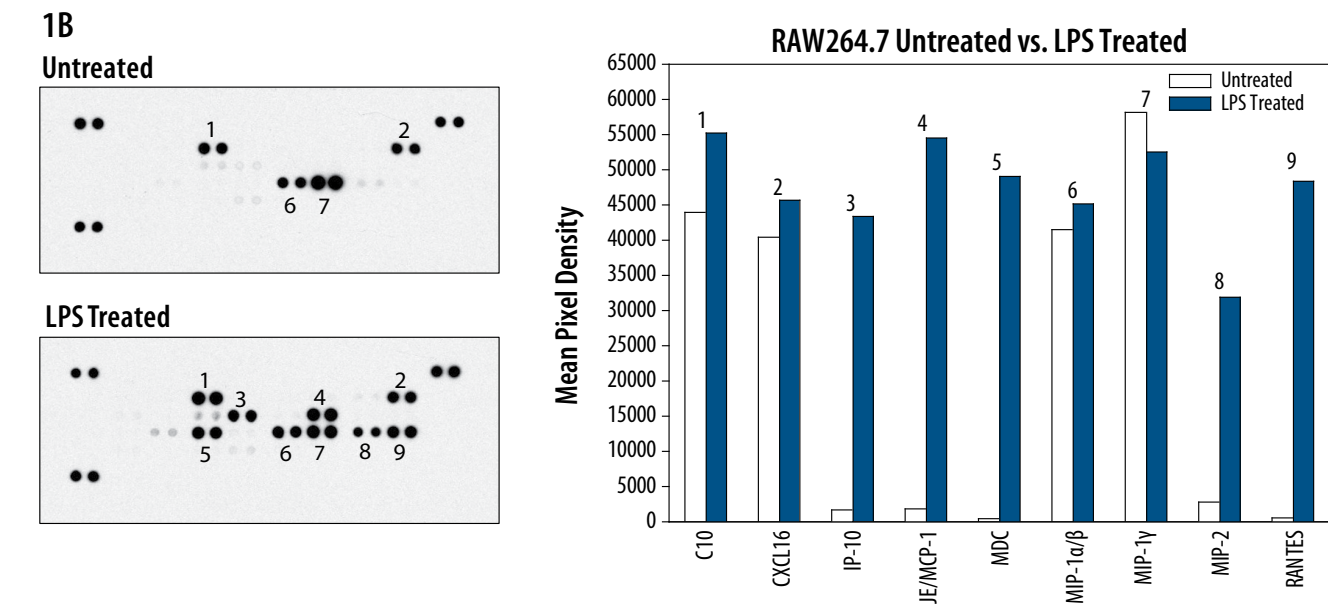 1B
Untreated
1
2
6 7
LPS Treated
1
2
3
4
5
6
7
8
9
RAW264.7 Untreated vs. LPS Treated
Untreated
LPS Treated
Mean Pixel Density
65000
60000
55000
50000
45000
40000
35000
30000
25000
20000
15000
10000
5000
0
1
2
3
4
5
6
7
8
9
C10
CXCL16
IP-10
JE/MCP-1
MDC
MIP-1α/β
MIP-1γ
MIP-2
RANTES